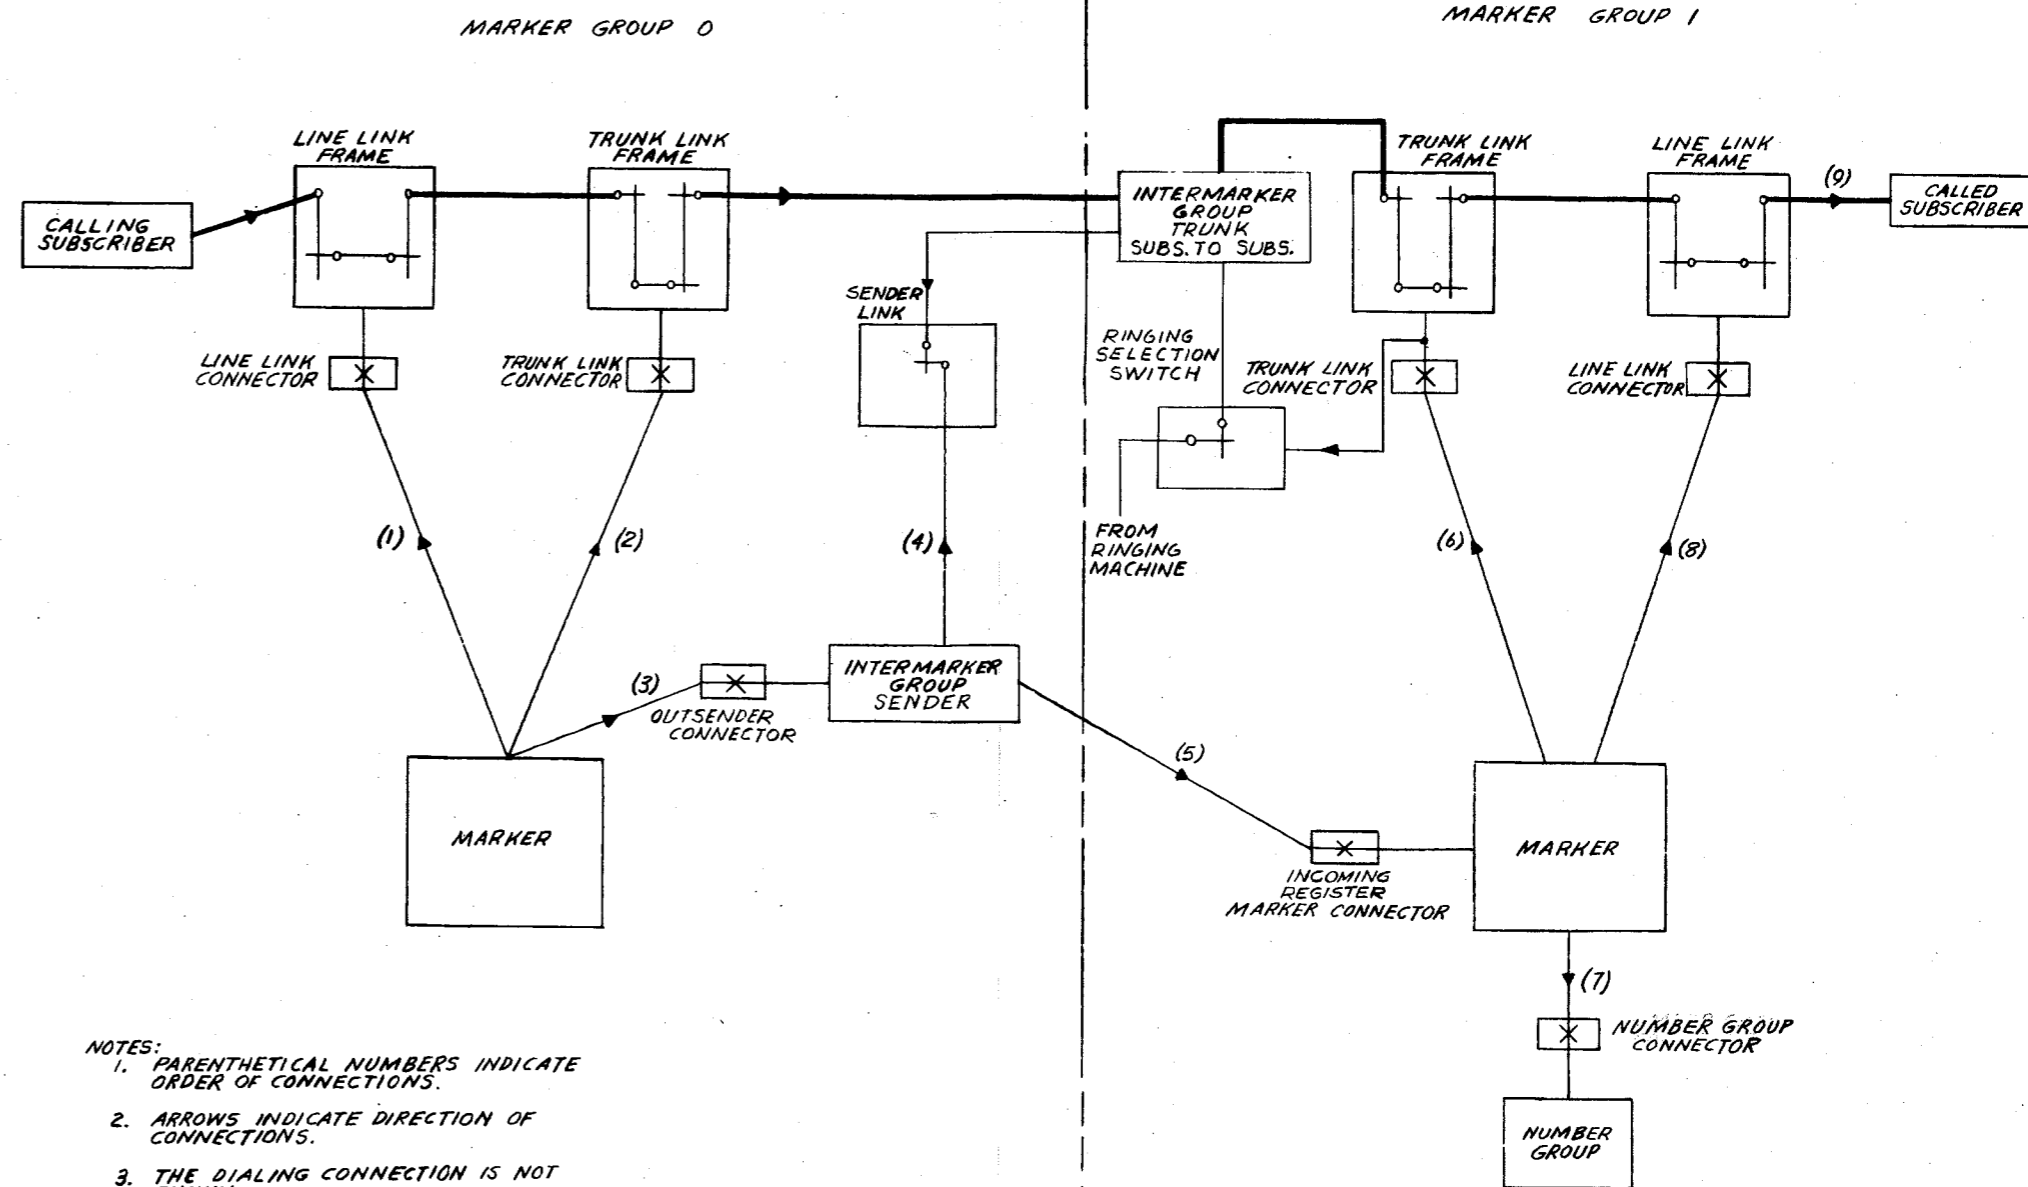 MARKER GROUP 0
MARKER GROUP 1
LINE LINK
FRAME
TRUNK LINK
FRAME
TRUNK LINK
FRAME
LINE LINK
FRAME
(9)
CALLING
SUBSCRIBER
INTERMARKER
GROUP
TRUNK
SUBS. TO SUBS.
CALLED
SUBSCRIBER
SENDER
LINK
LINE LINK
CONNECTOR
TRUNK LINK
CONNECTOR
RINGING
SELECTION
SWITCH
TRUNK LINK
CONNECTOR
LINE LINK
CONNECTOR
(1)
(2)
(4)
FROM
RINGING
MACHINE
(6)
(8)
(3)
OUTSENDER
CONNECTOR
INTERMARKER
GROUP
SENDER
(5)
MARKER
MARKER
INCOMING
REGISTER
MARKER CONNECTOR
(7)
NUMBER GROUP
CONNECTOR
NUMBER
GROUP
NOTES:
1. PARENTHETICAL NUMBERS INDICATE
ORDER OF CONNECTIONS.
2. ARROWS INDICATE DIRECTION OF
CONNECTIONS.
3. THE DIALING CONNECTION IS NOT